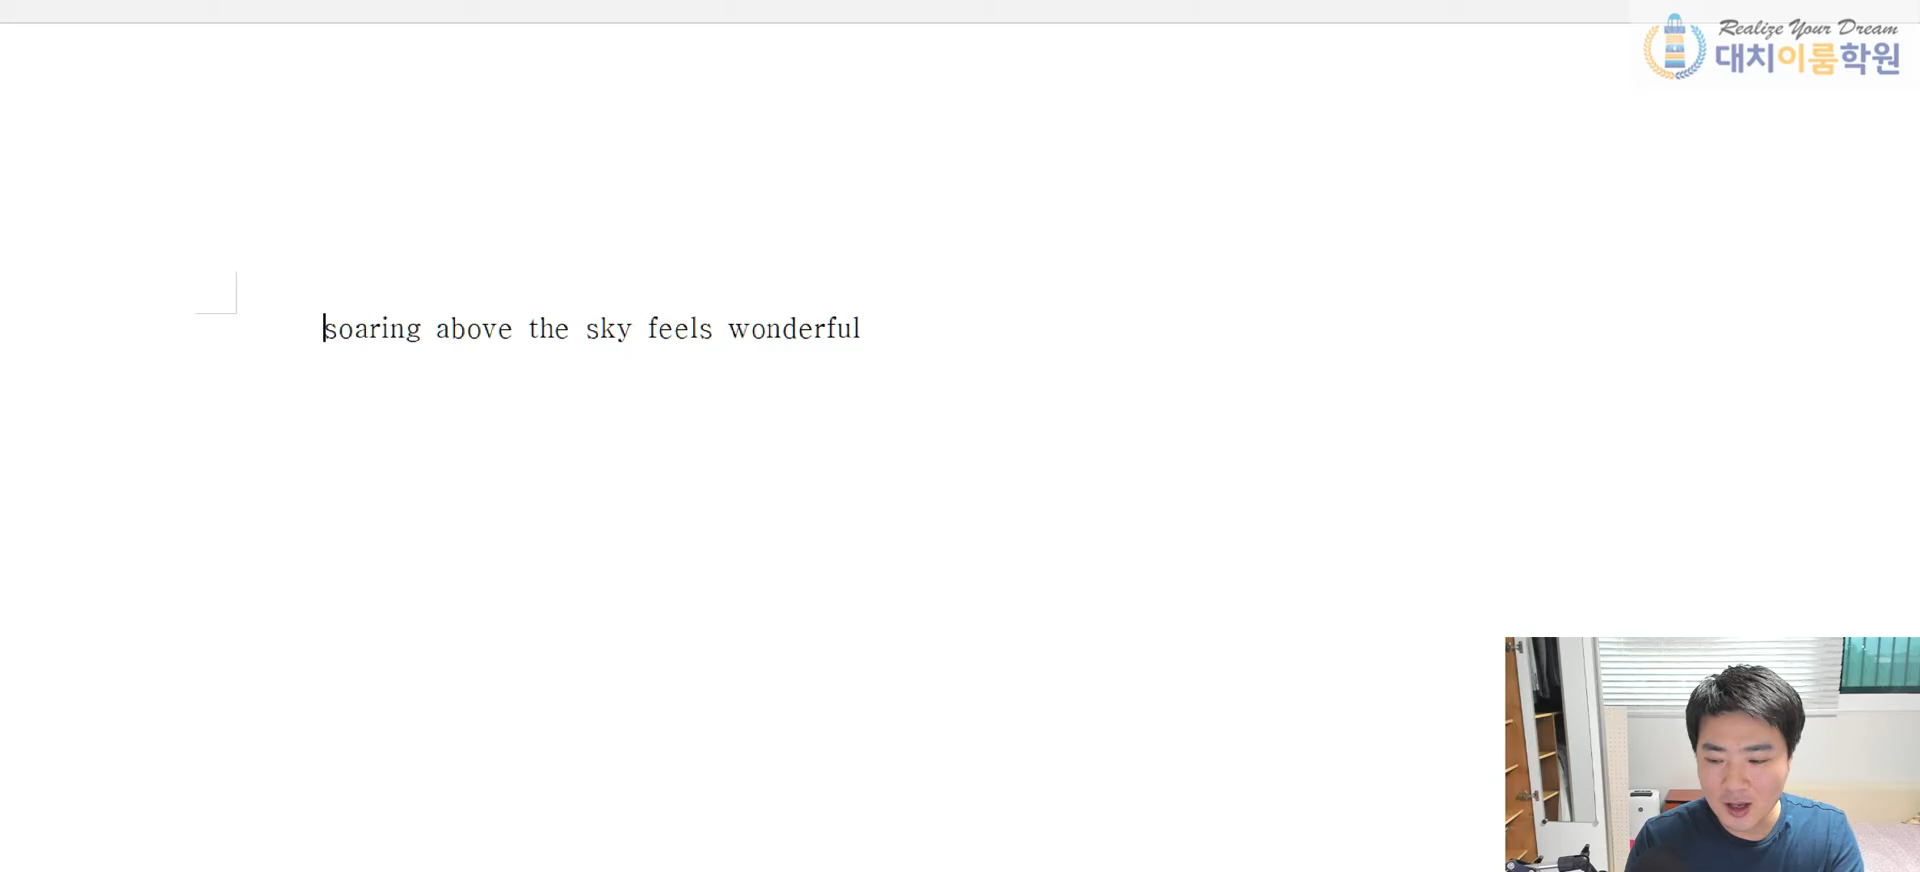 Realize Your Dream
대치이룸학원
soaring above the sky feels wonderful